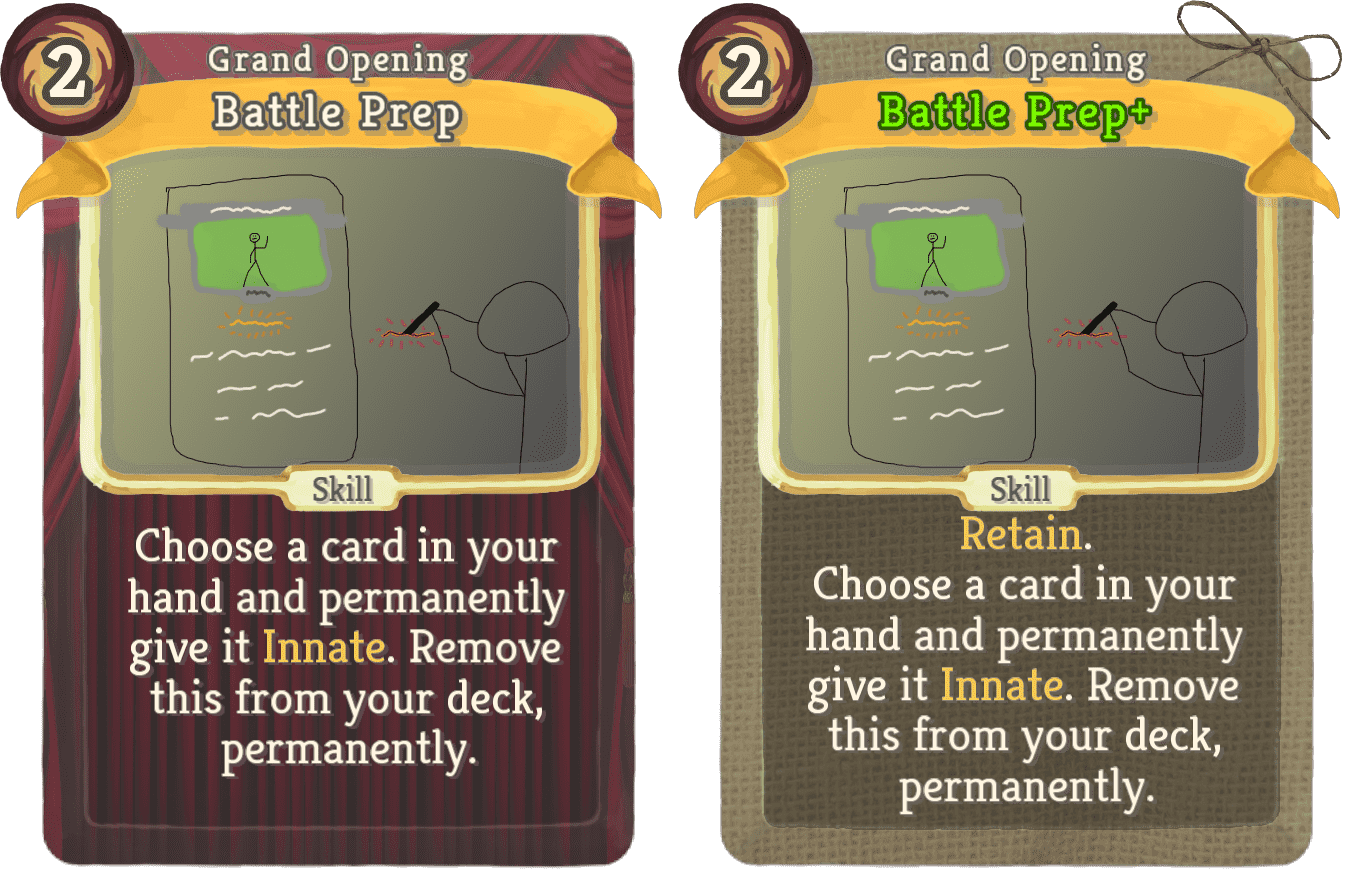 2
Grand Opening
Battle Prep
Skill
Choose a card in your
hand and permanently
give it Innate. Remove
this from your deck,
permanently.
2
Grand Opening
Battle Prep+
Skill
Retain.
Choose a card in your
hand and permanently
give it Innate. Remove
this from your deck,
permanently.